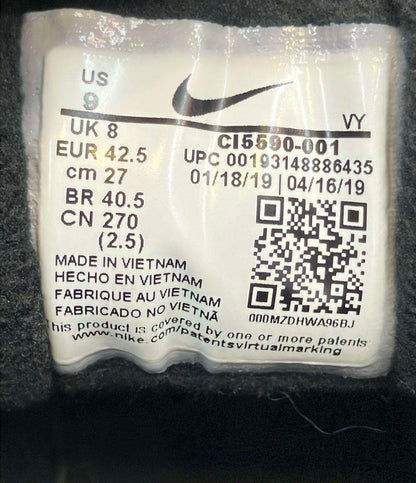 US
9
VY
UK 8
CI5590-001
EUR 42.5
UPC 00193148886435
cm 27
01/18/19 | 04/16/19
BR 40.5
CN 270
(2.5)
MADE IN VIETNAM
HECHO EN VIETNAM
FABRIQUE AU VIETNAM
FABRICADO NO VIETNÃ
000MZDHWA96BJ
his product is covered by one or more patents
www.nike.com/patentsvirtualmarking